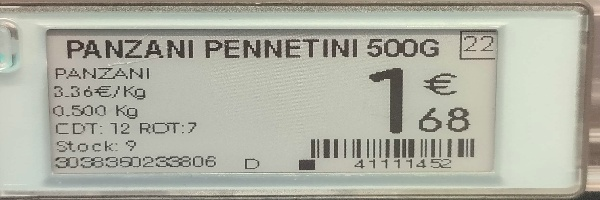 PANZANI PENNETINI 500G 22
PANZANI
3.36€/Kg
0.500 Kg
CDT: 12 ROT:7
Stock: 9
3038350233806 D
1€68
41111452